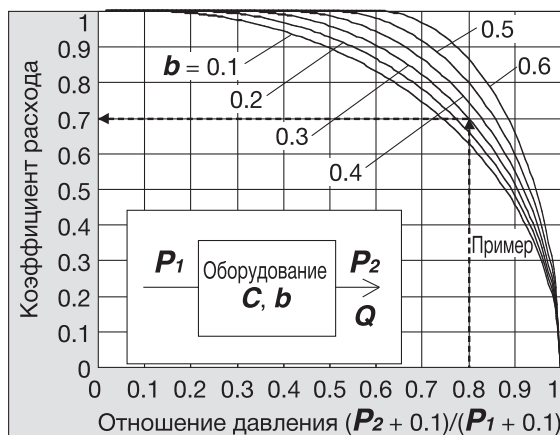 Коэффициент расхода
1
0.9
0.8
0.7
0.6
0.5
0.4
0.3
0.2
0.1
0
b = 0.1
0.2
0.3
0.4
0.5
0.6
Пример
P1
Оборудование
C, b
P2
Q
0 0.1 0.2 0.3 0.4 0.5 0.6 0.7 0.8 0.9 1
Отношение давления (P2 + 0.1)/(P1 + 0.1)